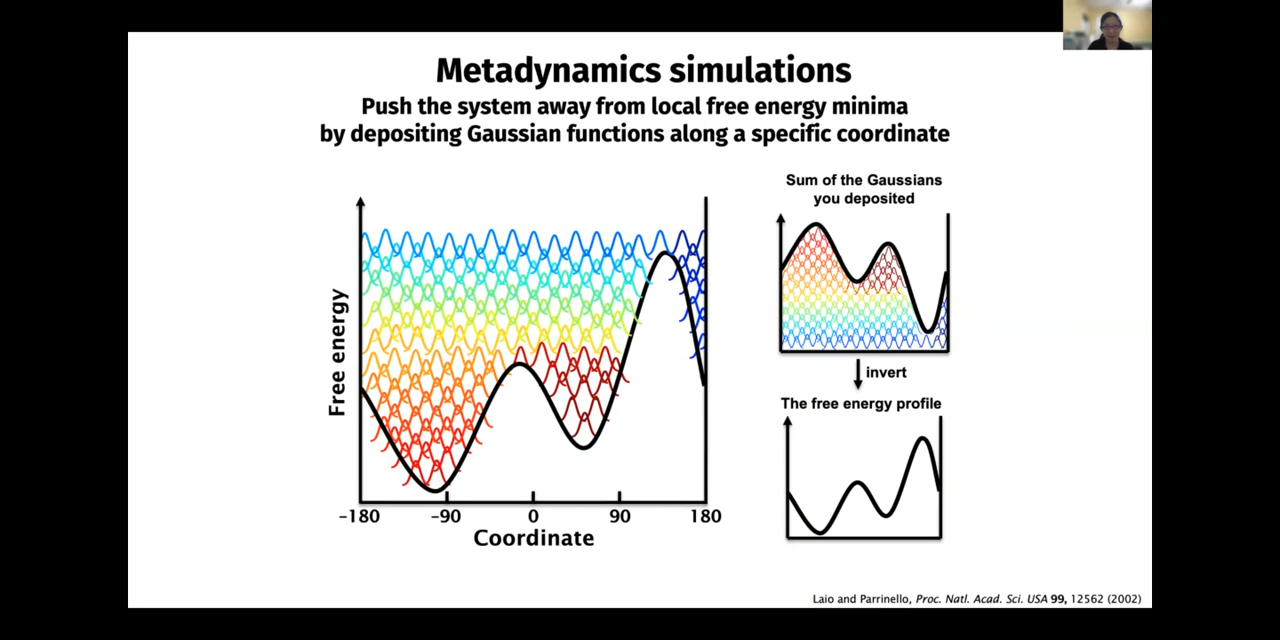 Metadynamics simulations
Push the system away from local free energy minima
by depositing Gaussian functions along a specific coordinate
Free energy
−180
−90
0
90
180
Coordinate
Sum of the Gaussians
you deposited
invert
The free energy profile
Laio and Parrinello, Proc. Natl. Acad. Sci. USA 99, 12562 (2002)